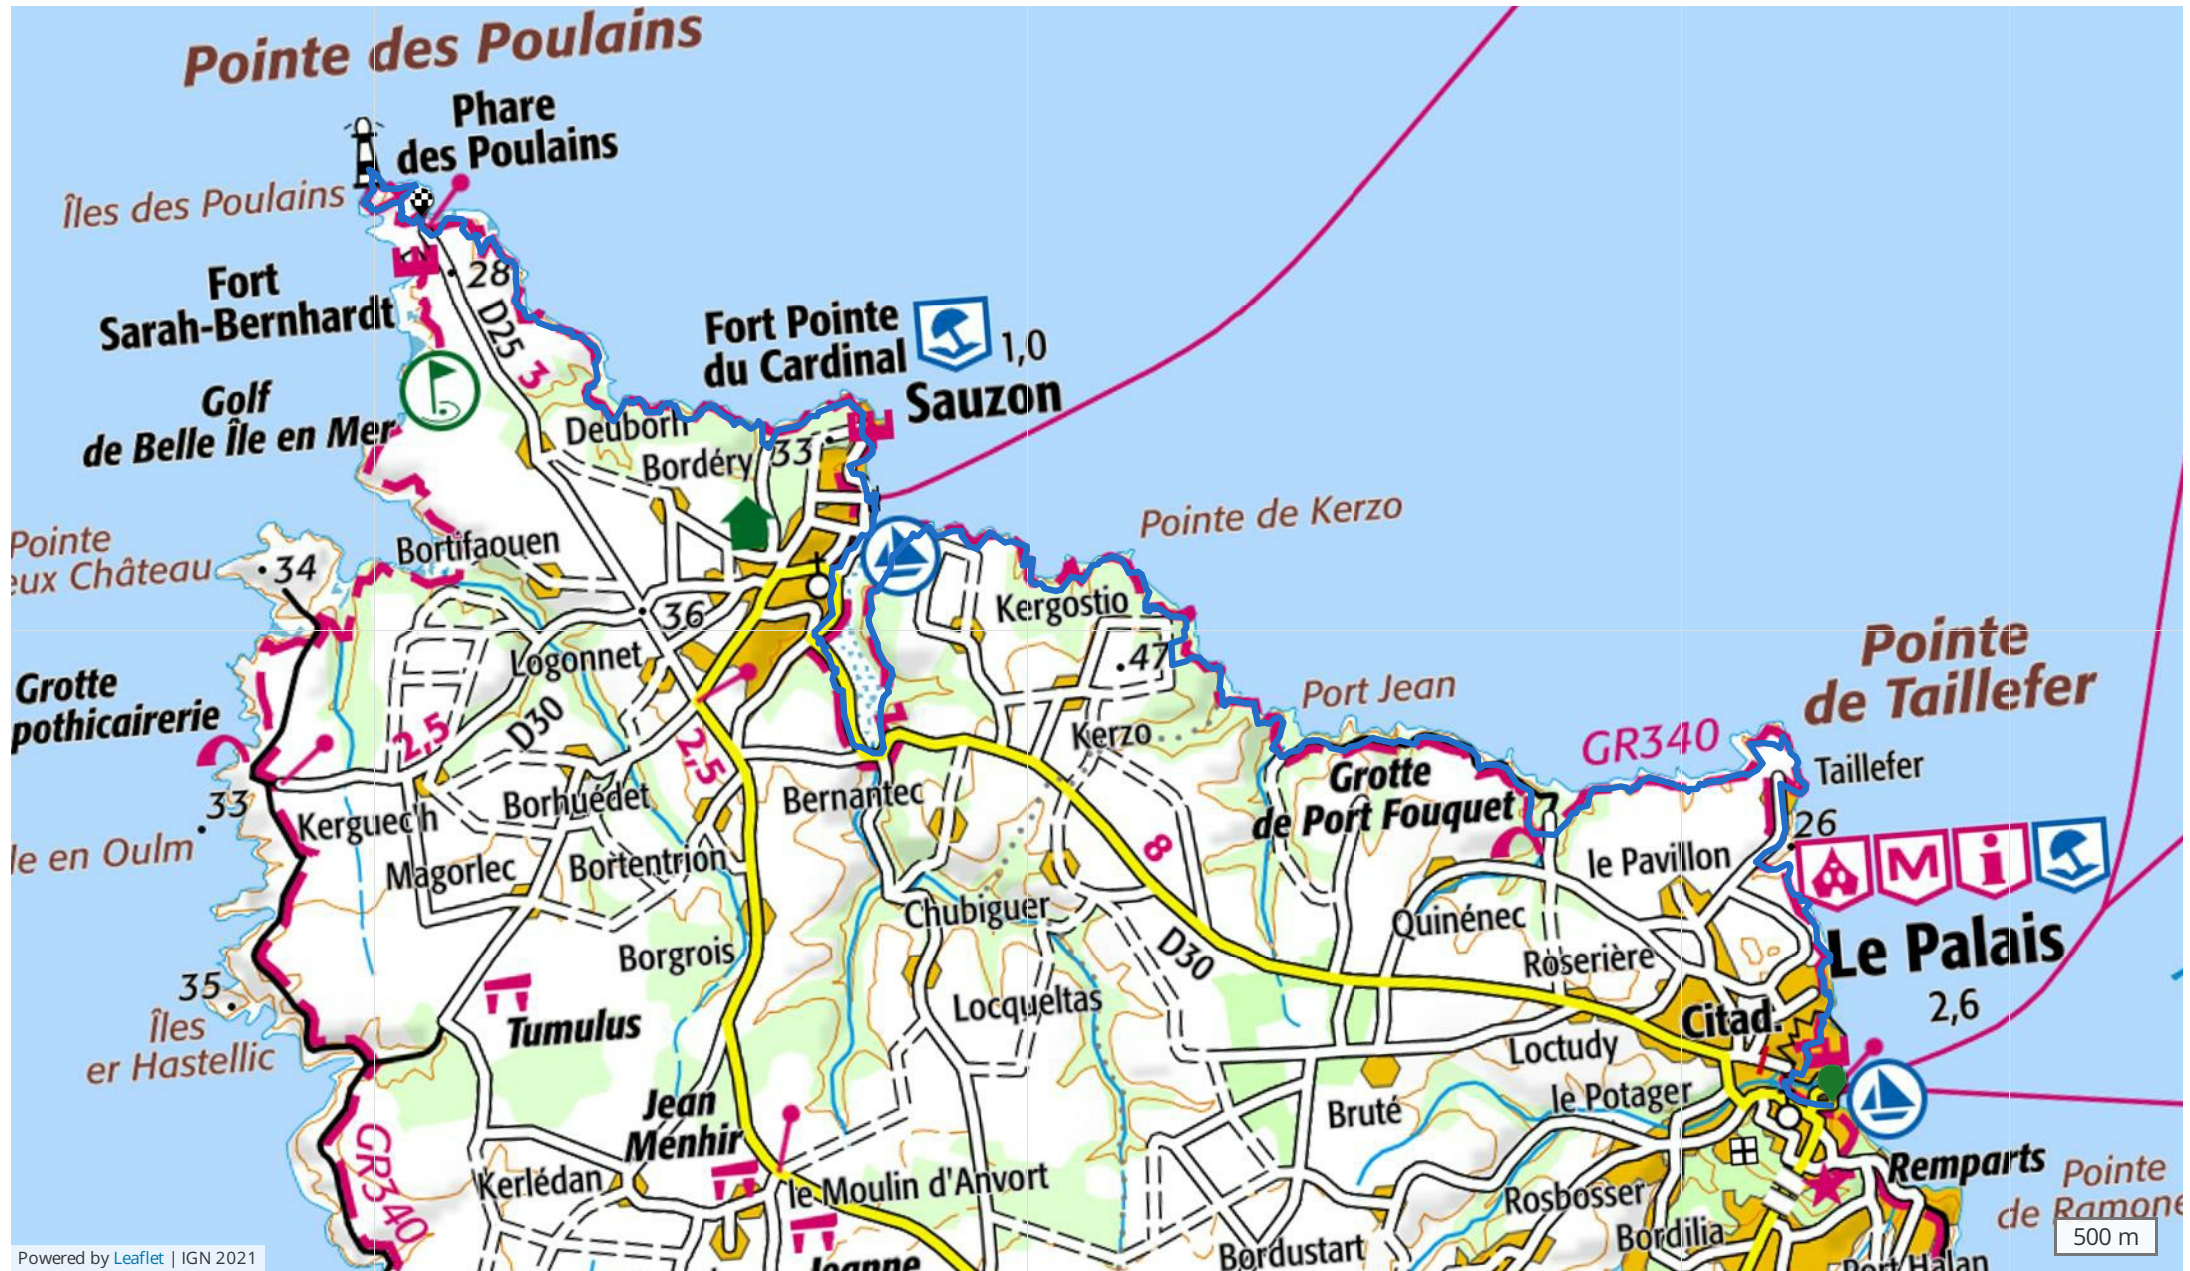 Pointe des Poulains
Phare
des Poulains
Îles des Poulains
28
Fort
Sarah-Bernhardt
D25
3
Fort Pointe
du Cardinal
1,0
Sauzon
Golf
de Belle Île en Mer
Deuborh
33
Bordéry
Pointe de Kerzo
Pointe
eux Château
34
Bortifaouen
36
Kergostio
47
Logonnet
Pointe
de Taillefer
Grotte
pothicairerie
Port Jean
GR340
2,5
D30
2,5
Kerzo
Taillefer
Grotte
de Port Fouquet
33
Kerguec'h
Borhuédet
Bernantec
26
le en Oulm
8
le Pavillon
M
i
Magorlec
Bortentrion
Chubiguer
Quinénec
Le Palais
2,6
Borgrois
D30
Roserière
35
Îles
er Hastellic
Locqueltas
Tumulus
Citad.
Loctudy
le Potager
Jean
Menhir
Bruté
GR340
Kerlédan
le Moulin d'Anvort
Remparts
Pointe
de Ramone
Rosbosser
Bordilia
Bordustart
Jeanne
Port Halan
500 m
Powered by Leaflet | IGN 2021